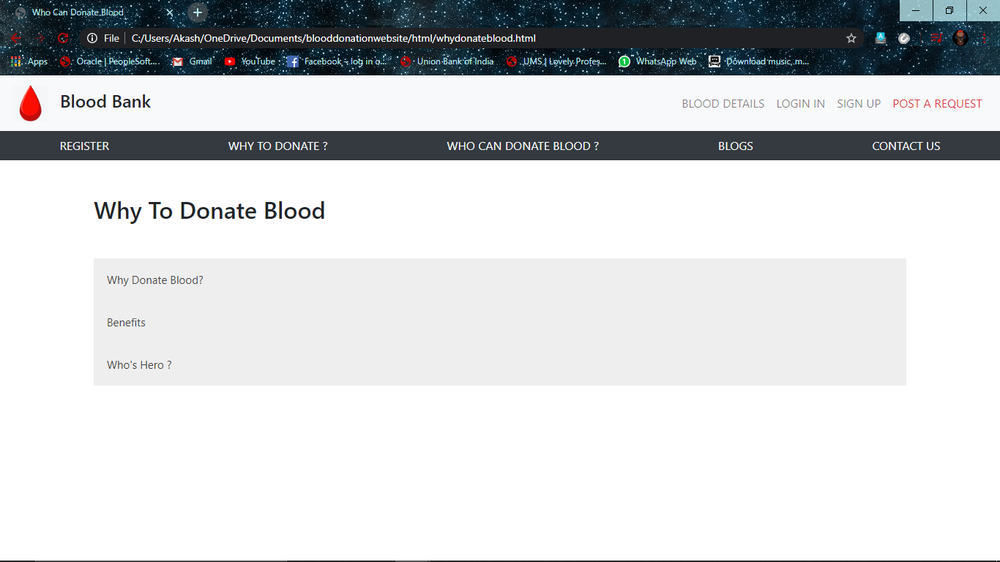 Who Can Donate Blood
File C:/Users/Akash/OneDrive/Documents/blooddonationwebsite/html/whydonateblood.html
Apps Oracle | PeopleSoft... Gmail YouTube Facebook – log in o... Union Bank of India UMS | Lovely Profes... WhatsApp Web Download music, m...
Blood Bank BLOOD DETAILS LOGIN IN SIGN UP POST A REQUEST
REGISTER WHY TO DONATE ? WHO CAN DONATE BLOOD ? BLOGS CONTACT US
Why To Donate Blood
Why Donate Blood?
Benefits
Who's Hero ?